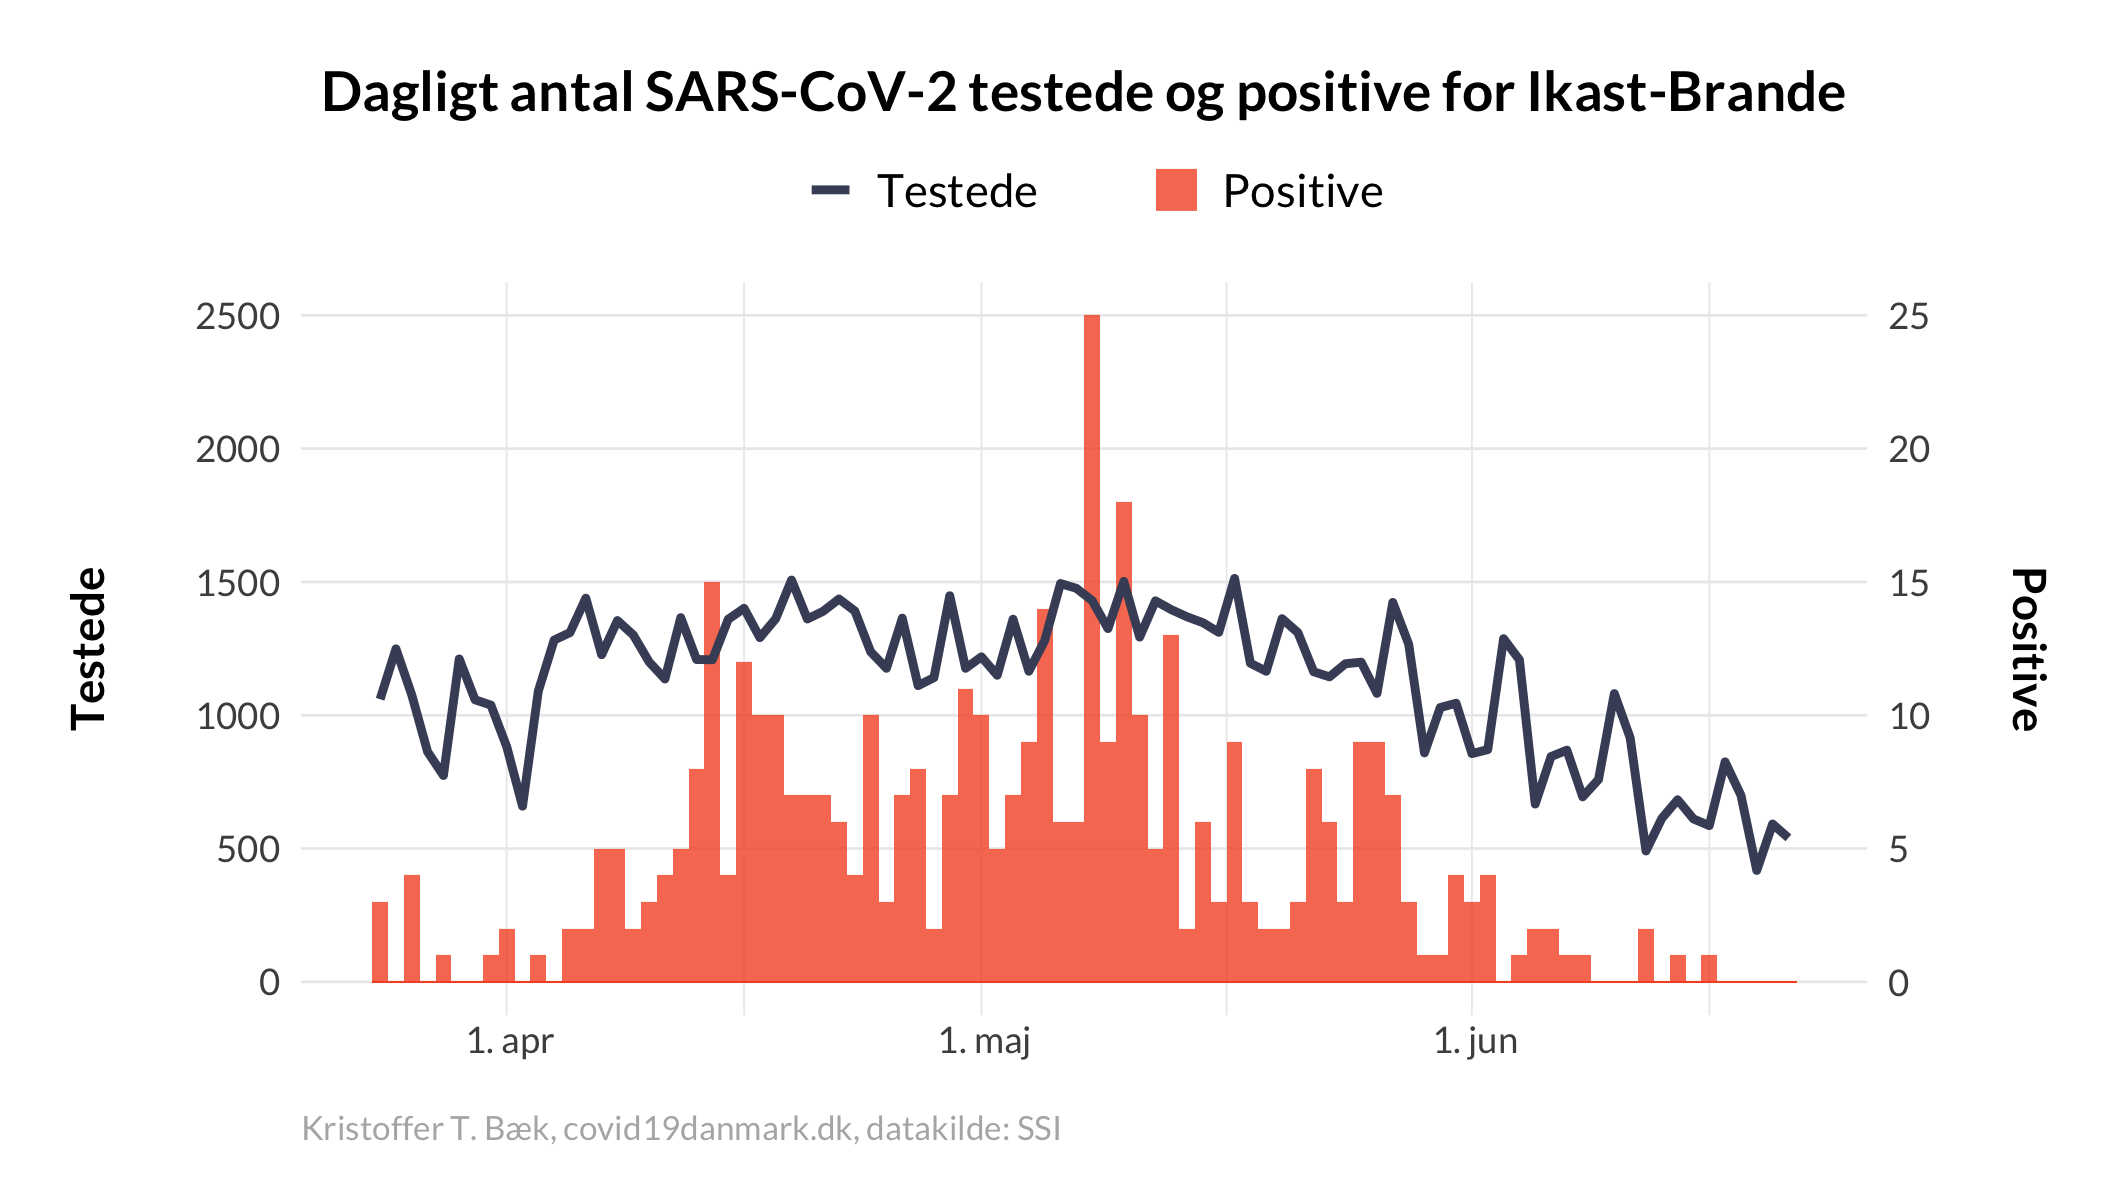 Dagligt antal SARS-CoV-2 testede og positive for Ikast-Brande
Testede
Positive
2500
2000
1500
1000
500
0
25
20
15
10
5
0
Testede
Positive
1. apr
1. maj
1. jun
Kristoffer T. Bæk, covid19danmark.dk, datakilde: SSI